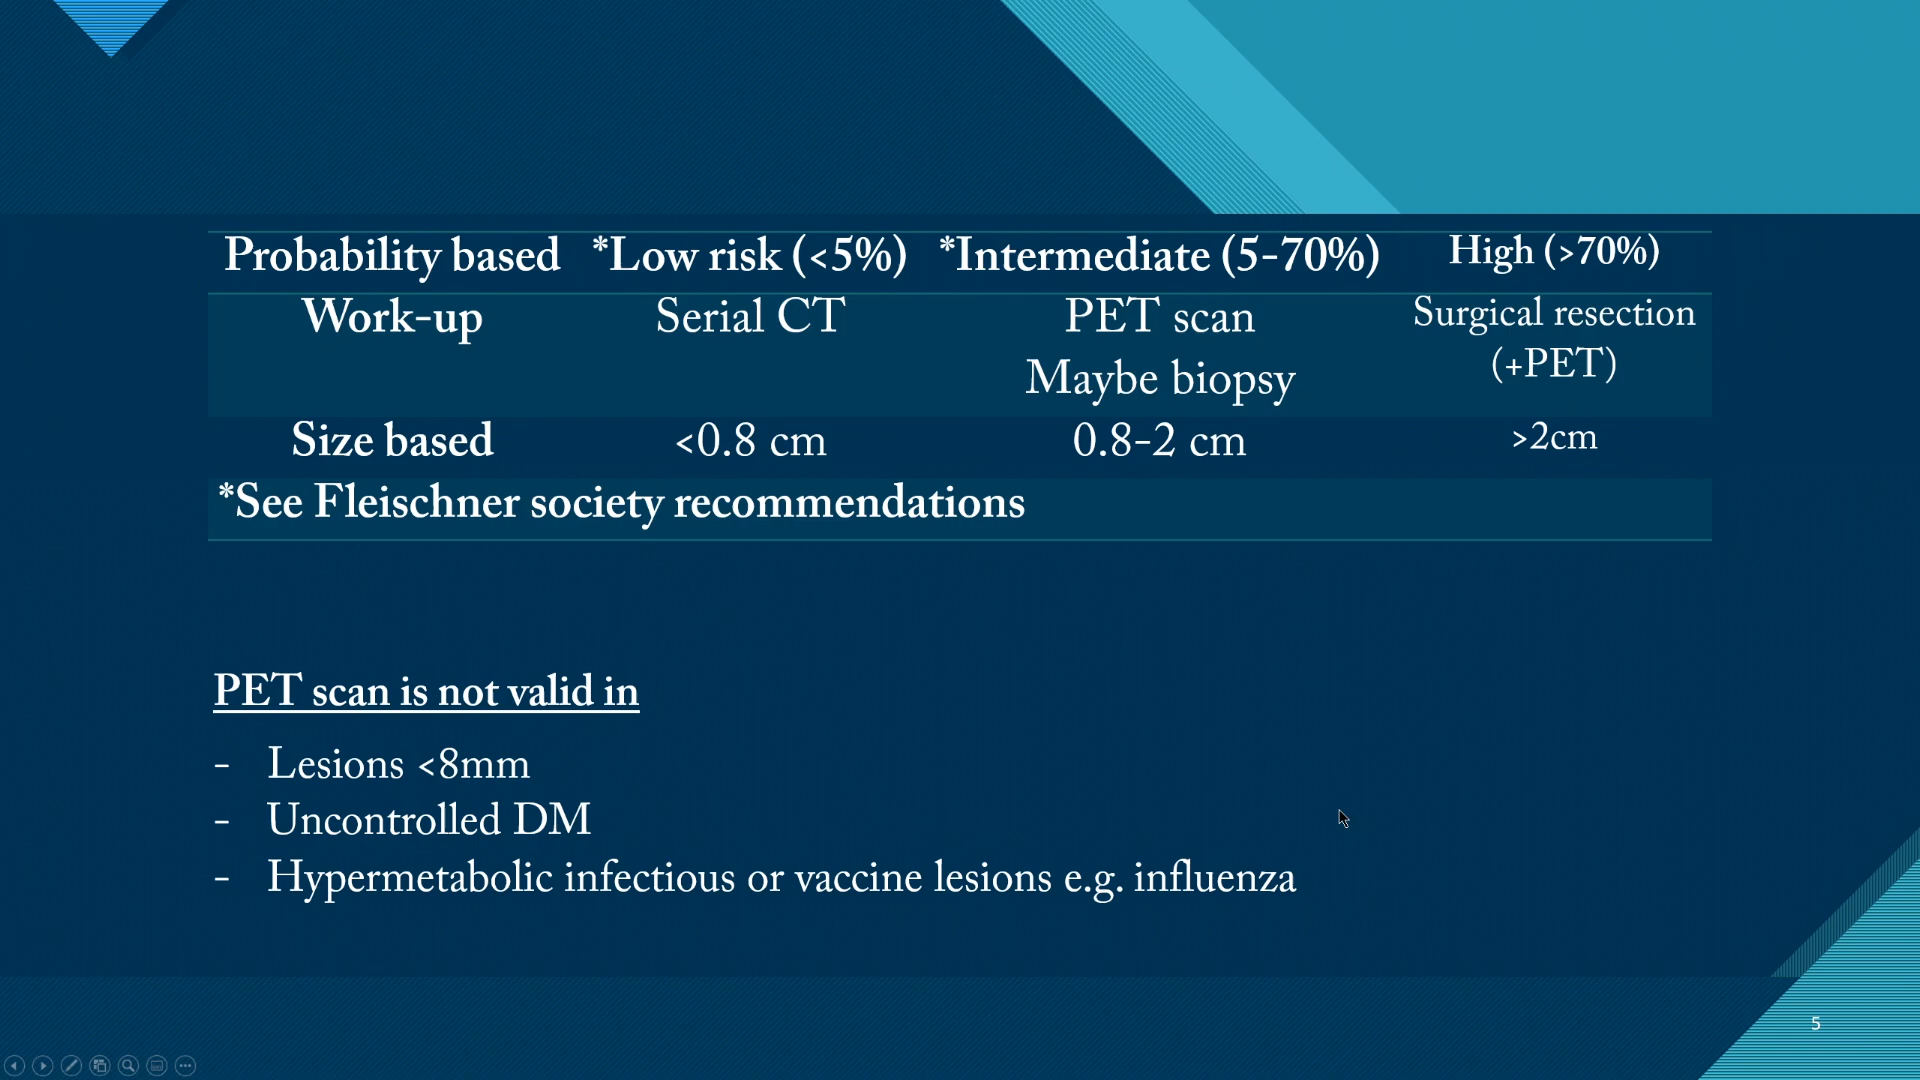 Probability based *Low risk (<5%) *Intermediate (5-70%) High (>70%)
Work-up Serial CT PET scan Surgical resection
Maybe biopsy (+PET)
Size based <0.8 cm 0.8-2 cm >2cm
*See Fleischner society recommendations
PET scan is not valid in
- Lesions <8mm
- Uncontrolled DM
- Hypermetabolic infectious or vaccine lesions e.g. influenza
5